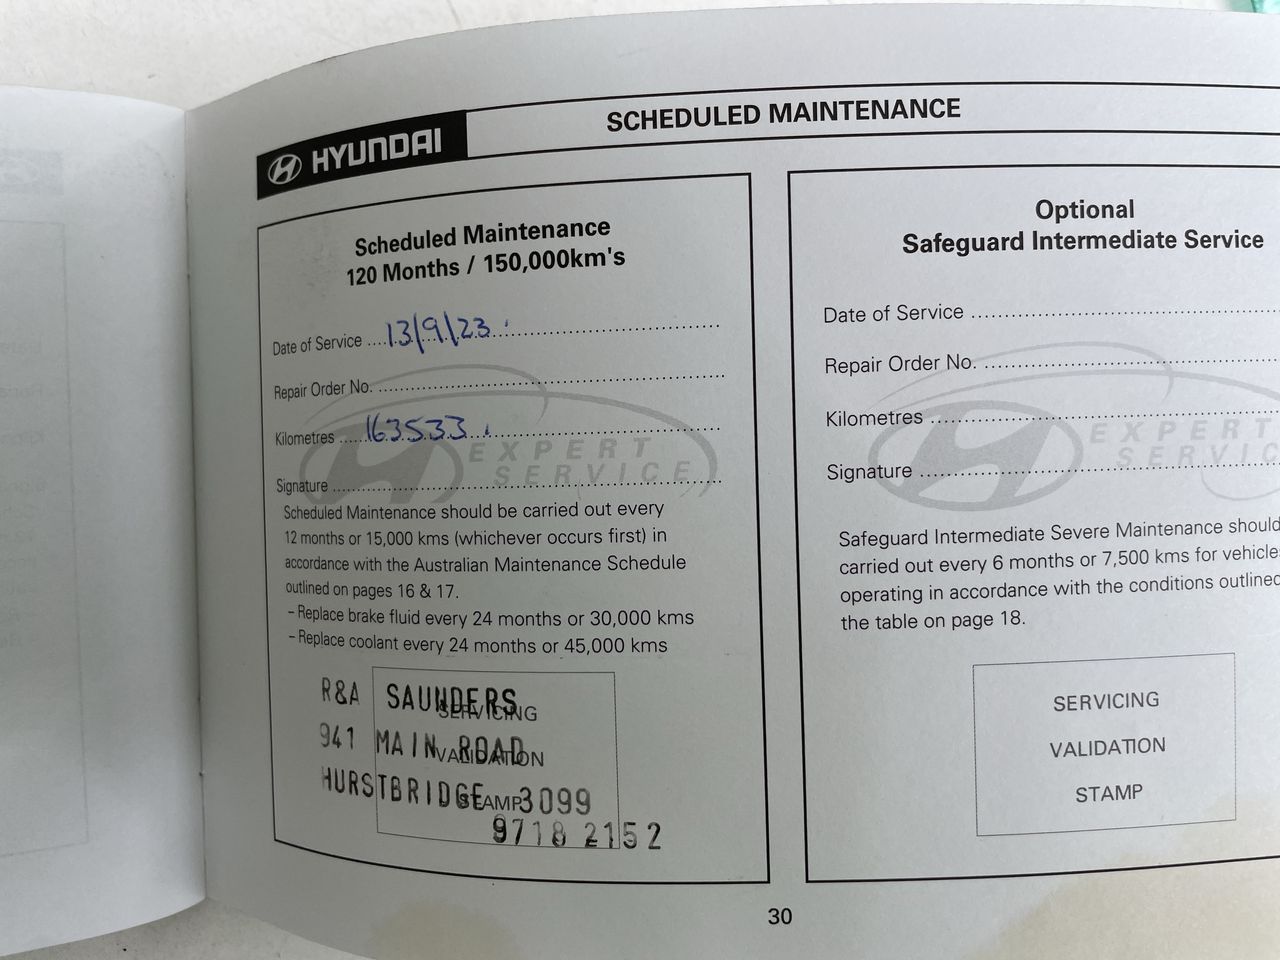 HYUNDAI
SCHEDULED MAINTENANCE
Scheduled Maintenance
120 Months / 150,000km's
Date of Service .... 13/9/23
Repair Order No.
Kilometres ..... 163533
Signature
EXPERT
SERVICE
Scheduled Maintenance should be carried out every
12 months or 15,000 kms (whichever occurs first) in
accordance with the Australian Maintenance Schedule
outlined on pages 16 & 17.
– Replace brake fluid every 24 months or 30,000 kms
– Replace coolant every 24 months or 45,000 kms
SERVICING
VALIDATION
STAMP
R&A SAUNDERS
941 MAIN ROAD
HURSTBRIDGE 3099
9718 2152
Optional
Safeguard Intermediate Service
Date of Service
Repair Order No.
Kilometres
Signature
EXPERT
SERVIC
Safeguard Intermediate Severe Maintenance should
carried out every 6 months or 7,500 kms for vehicles
operating in accordance with the conditions outlined
the table on page 18.
SERVICING
VALIDATION
STAMP
30